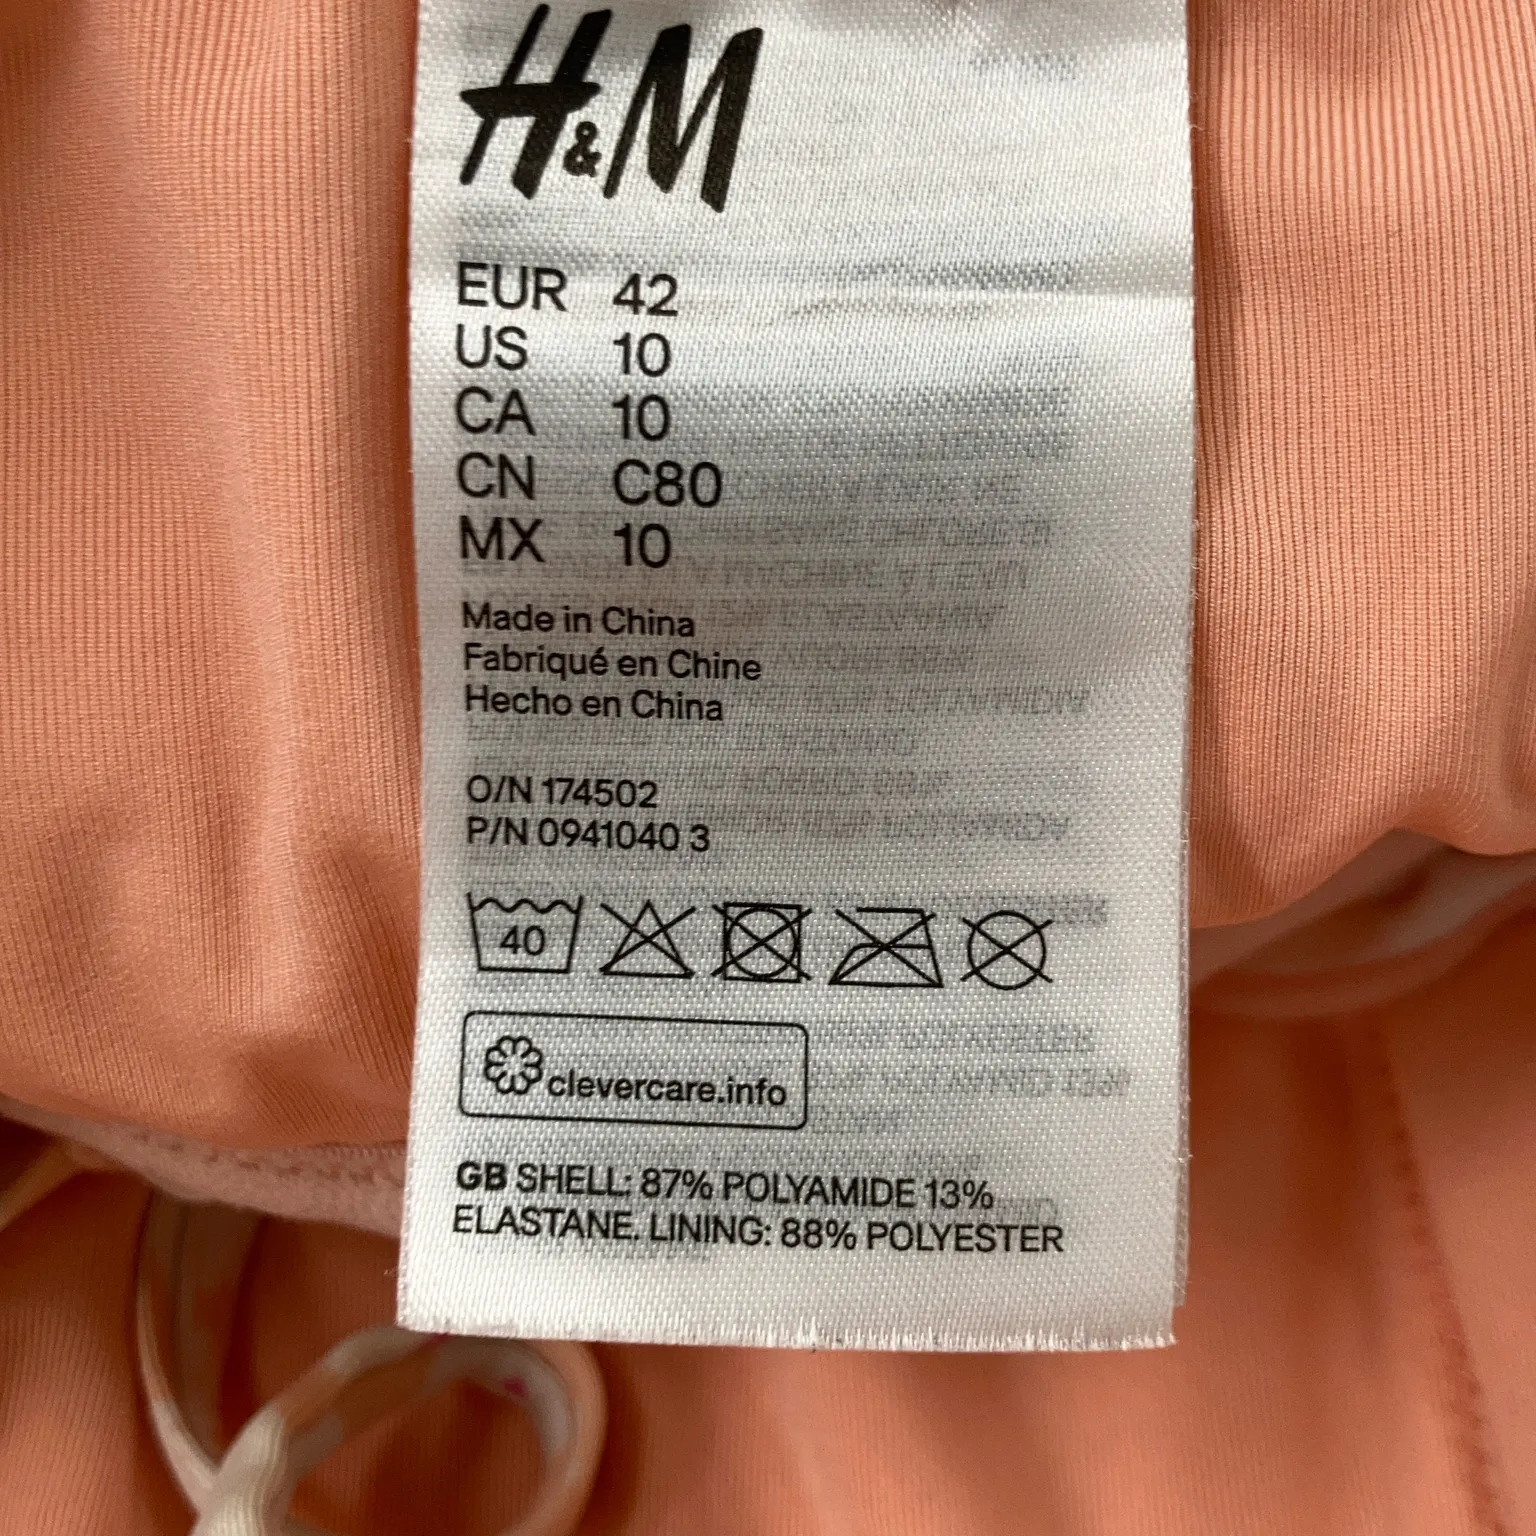 H&M
EUR 42
US 10
CA 10
CN C80
MX 10
Made in China
Fabriqué en Chine
Hecho en China
O/N 174502
P/N 0941040 3
40
clevercare.info
GB SHELL: 87% POLYAMIDE 13%
ELASTANE. LINING: 88% POLYESTER